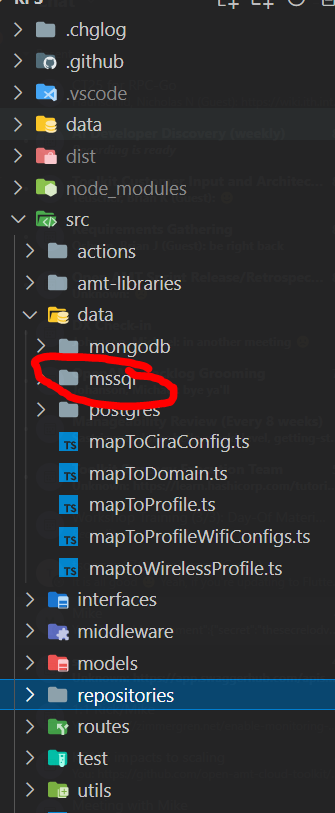 .chglog
.github
.vscode
data
dist
node_modules
src
actions
amt-libraries
data
mongodb
mssql
postgres
mapToCiraConfig.ts
mapToDomain.ts
mapToProfile.ts
mapToProfileWifiConfigs.ts
maptoWirelessProfile.ts
interfaces
middleware
models
repositories
routes
test
utils